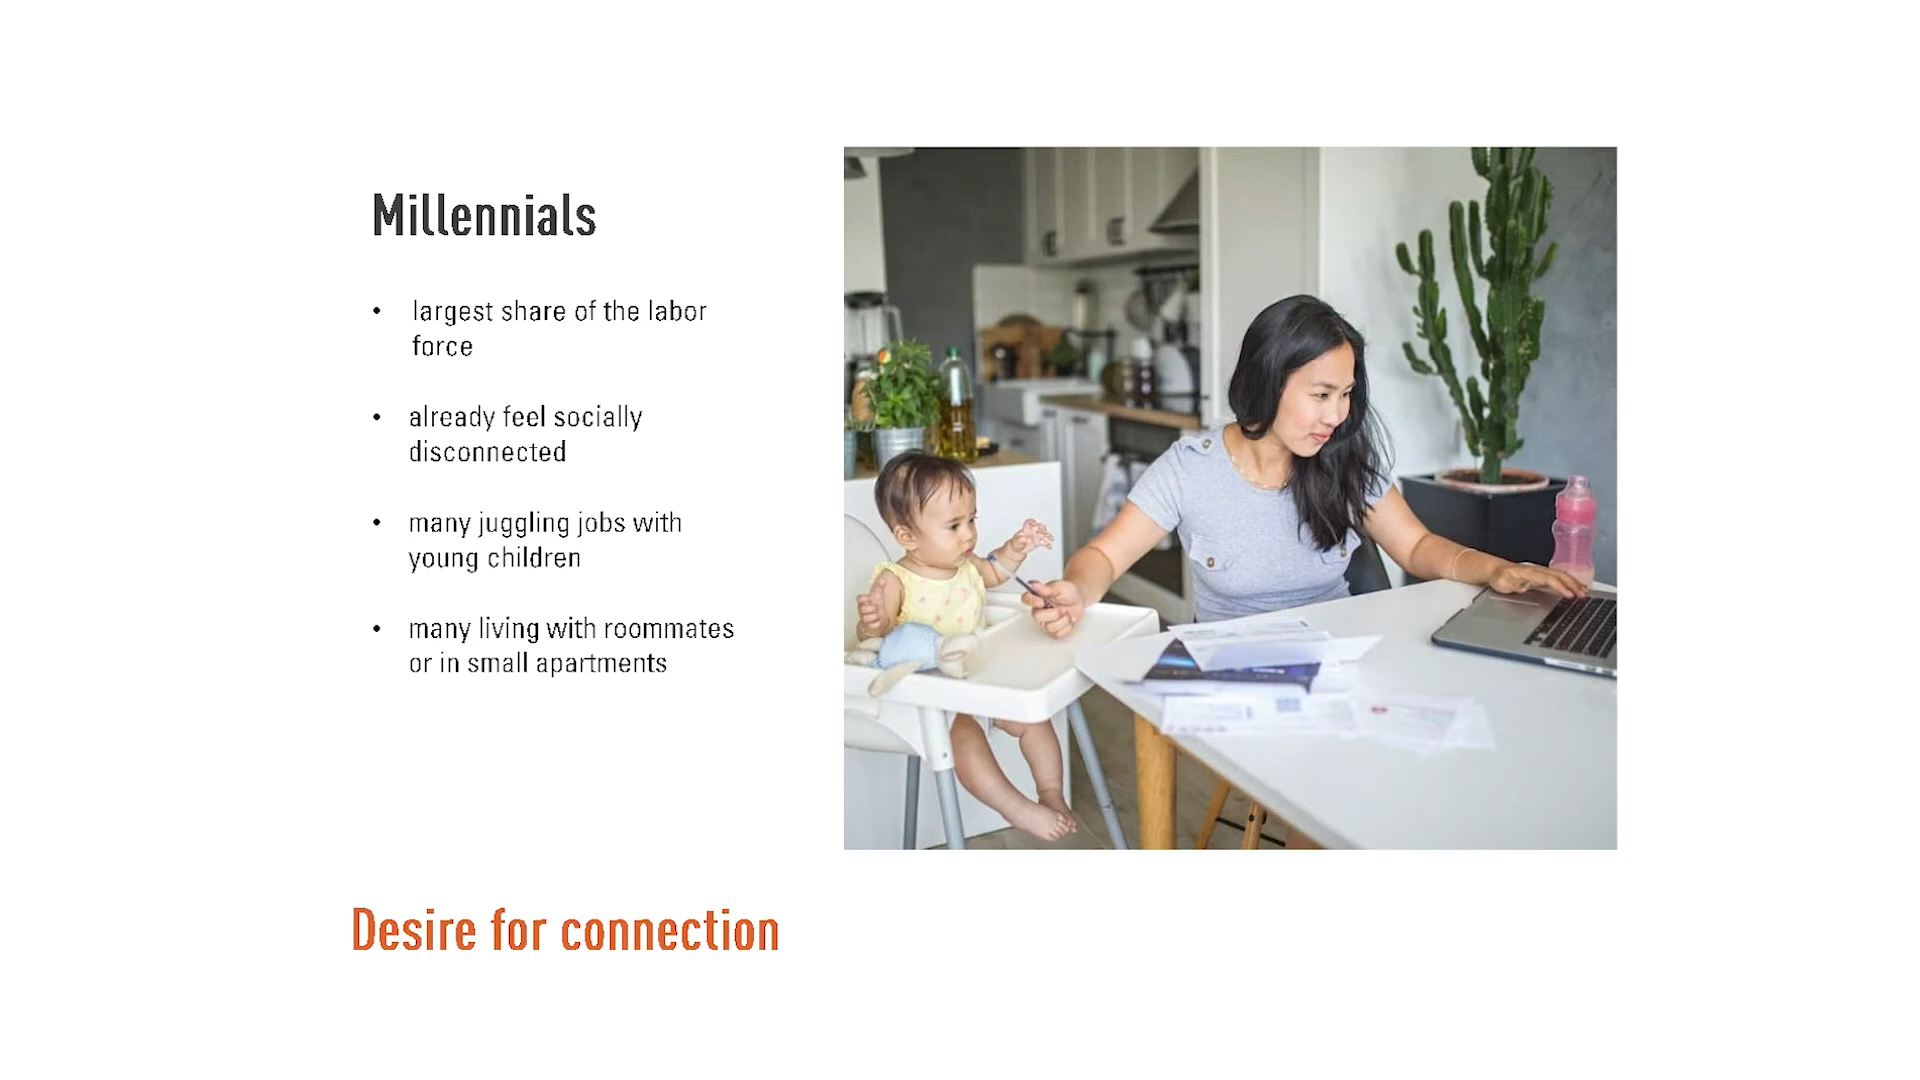 Millennials
• largest share of the labor
force
• already feel socially
disconnected
• many juggling jobs with
young children
• many living with roommates
or in small apartments
Desire for connection